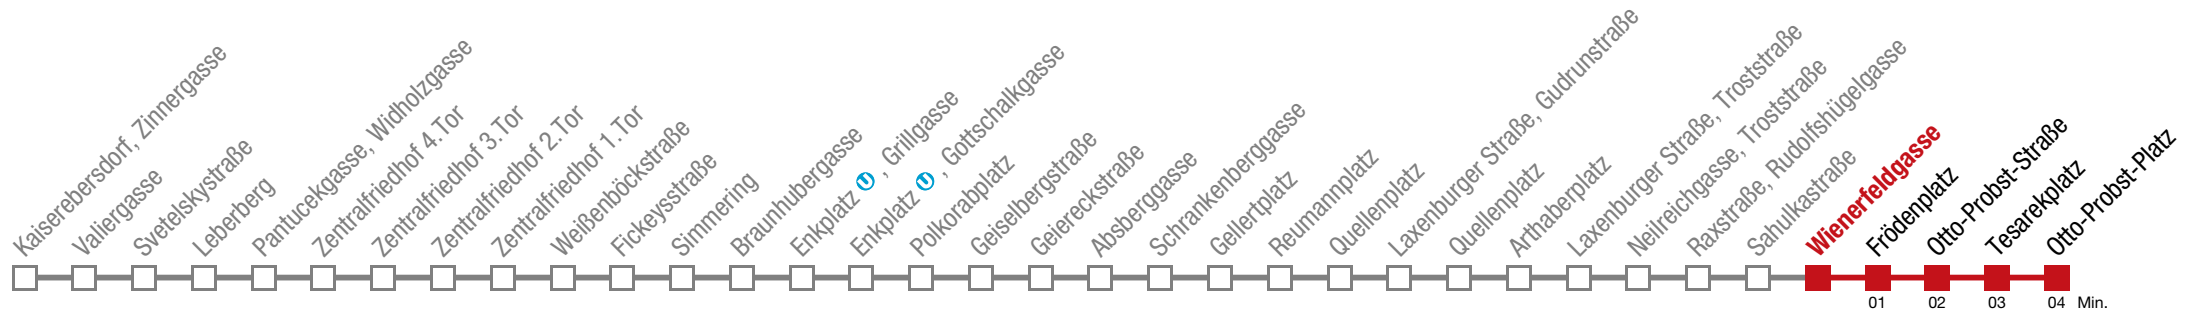 Kaiserebersdorf, Zinnergasse
Valiergasse
Svetelskystraße
Leberberg
Pantucekgasse, Widholzgasse
Zentralfriedhof 4.Tor
Zentralfriedhof 3.Tor
Zentralfriedhof 2.Tor
Zentralfriedhof 1.Tor
Weißenböckstraße
Fickeysstraße
Simmering
Braunhubergasse
Enkplatz U, Grillgasse
Enkplatz U, Gottschalkgasse
Polkorabplatz
Geiselbergstraße
Geiereckstraße
Absberggasse
Schrankenberggasse
Gellertplatz
Reumannplatz
Quellenplatz
Laxenburger Straße, Gudrunstraße
Quellenplatz
Arthaberplatz
Laxenburger Straße, Troststraße
Neilreichgasse, Troststraße
Raxstraße, Rudolfshügelgasse
Sahulkastraße
Wienerfeldgasse
Frödenplatz
Otto-Probst-Straße
Tesarekplatz
Otto-Probst-Platz
01 02 03 04 Min.